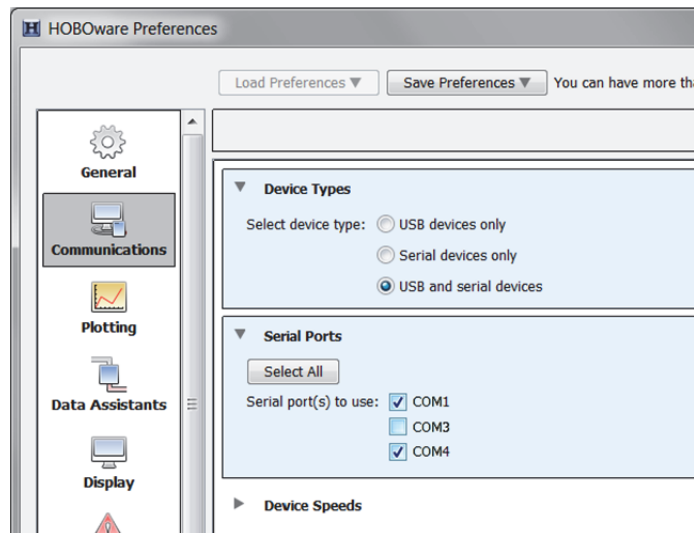 HOBOware Preferences
Load Preferences ▼
Save Preferences ▼
You can have more tha
General
Communications
Plotting
Data Assistants
Display
Device Types
Select device type:
USB devices only
Serial devices only
USB and serial devices
Serial Ports
Select All
Serial port(s) to use:
COM1
COM3
COM4
Device Speeds